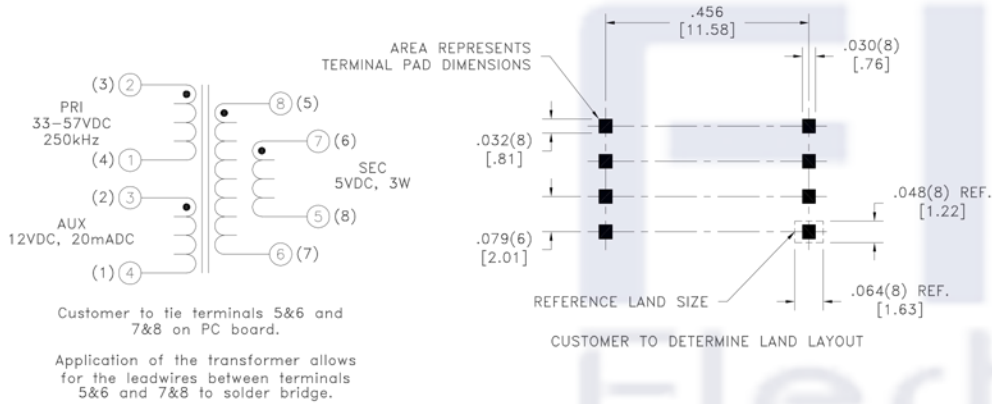 (3) 2
PRI
33-57VDC
250kHz
(4) 1
(2) 3
AUX
12VDC, 20mADC
(1) 4
8 (5)
7 (6)
SEC
5VDC, 3W
5 (8)
6 (7)
Customer to tie terminals 5&6 and
7&8 on PC board.
Application of the transformer allows
for the leadwires between terminals
5&6 and 7&8 to solder bridge.
.456
[11.58]
AREA REPRESENTS
TERMINAL PAD DIMENSIONS
.030(8)
[.76]
.032(8)
[.81]
.048(8) REF.
[1.22]
.079(6)
[2.01]
REFERENCE LAND SIZE
.064(8) REF.
[1.63]
CUSTOMER TO DETERMINE LAND LAYOUT